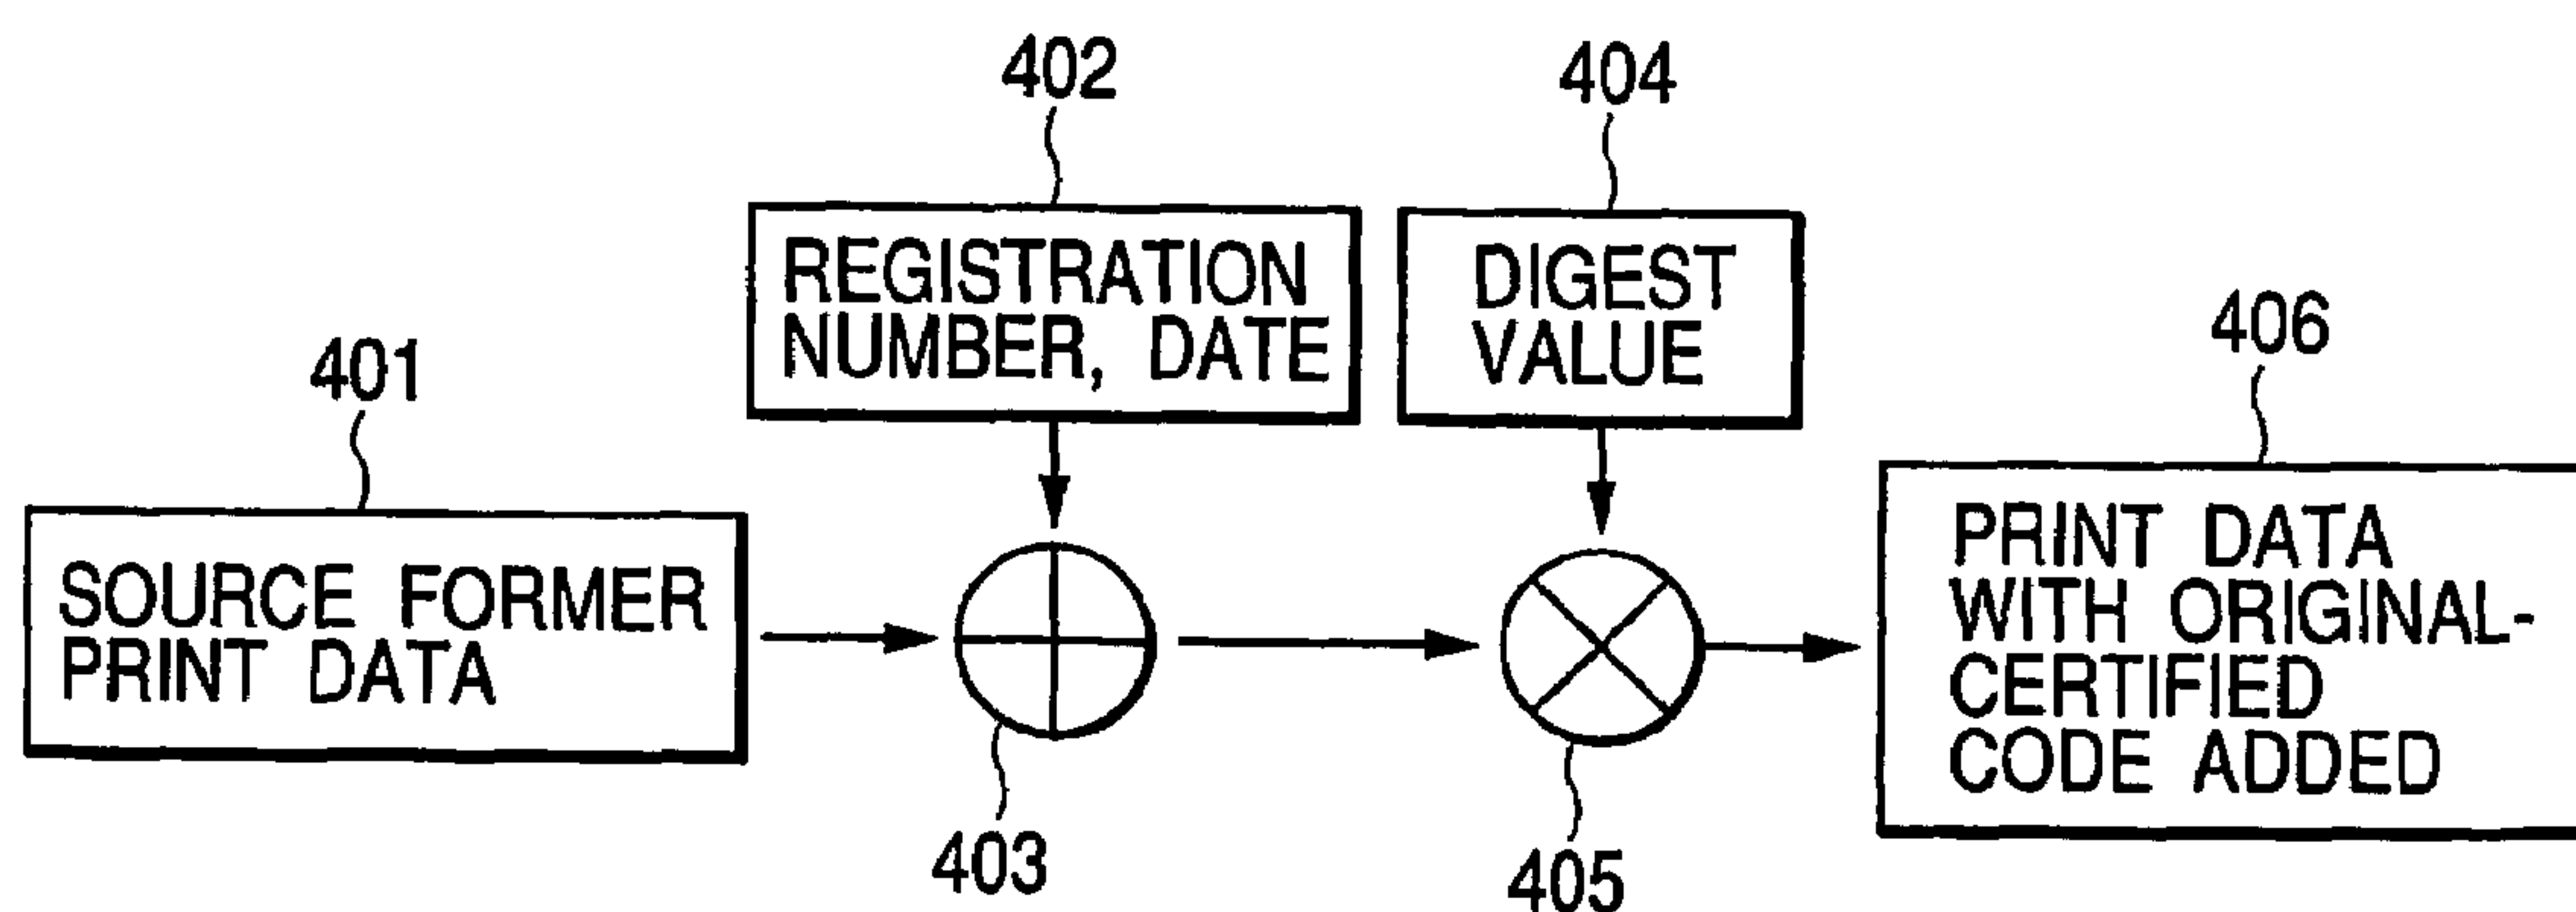 402
404
REGISTRATION
NUMBER, DATE
DIGEST
VALUE
406
401
SOURCE FORMER
PRINT DATA
PRINT DATA
WITH ORIGINAL-
CERTIFIED
CODE ADDED
403
405